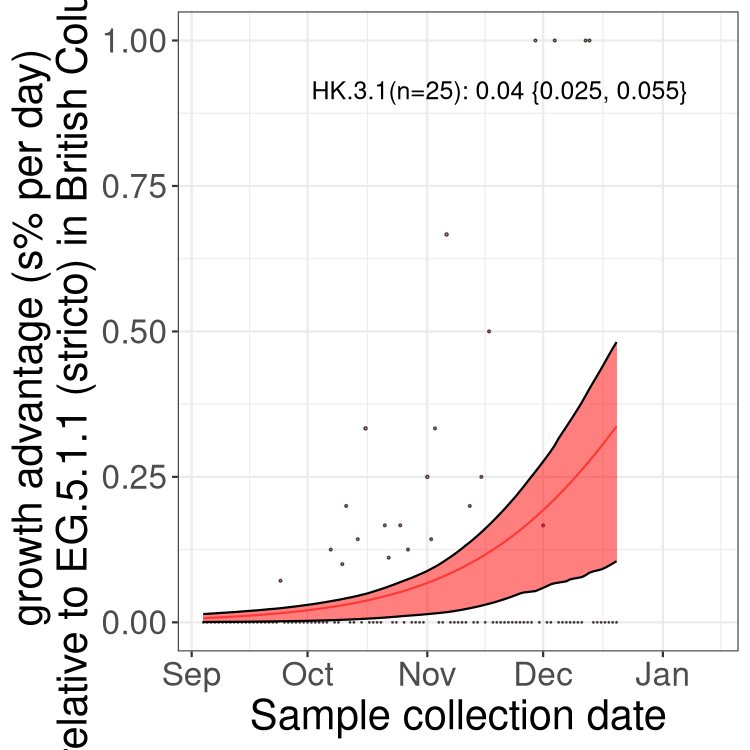 growth advantage (s% per day)
relative to EG.5.1.1 (stricto) in British
1.00
0.75
0.50
0.25
0.00
HK.3.1(n=25): 0.04 {0.025, 0.055}
Sep Oct Nov Dec Jan
Sample collection date